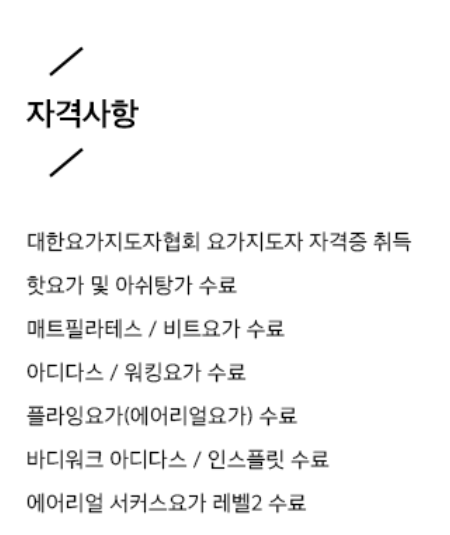 자격사항
대한요가지도자협회 요가지도자 자격증 취득
핫요가 및 아쉬탕가 수료
매트필라테스 / 비트요가 수료
아디다스 / 워킹요가 수료
플라잉요가(에어리얼요가) 수료
바디워크 아디다스 / 인스플릿 수료
에어리얼 서커스요가 레벨2 수료